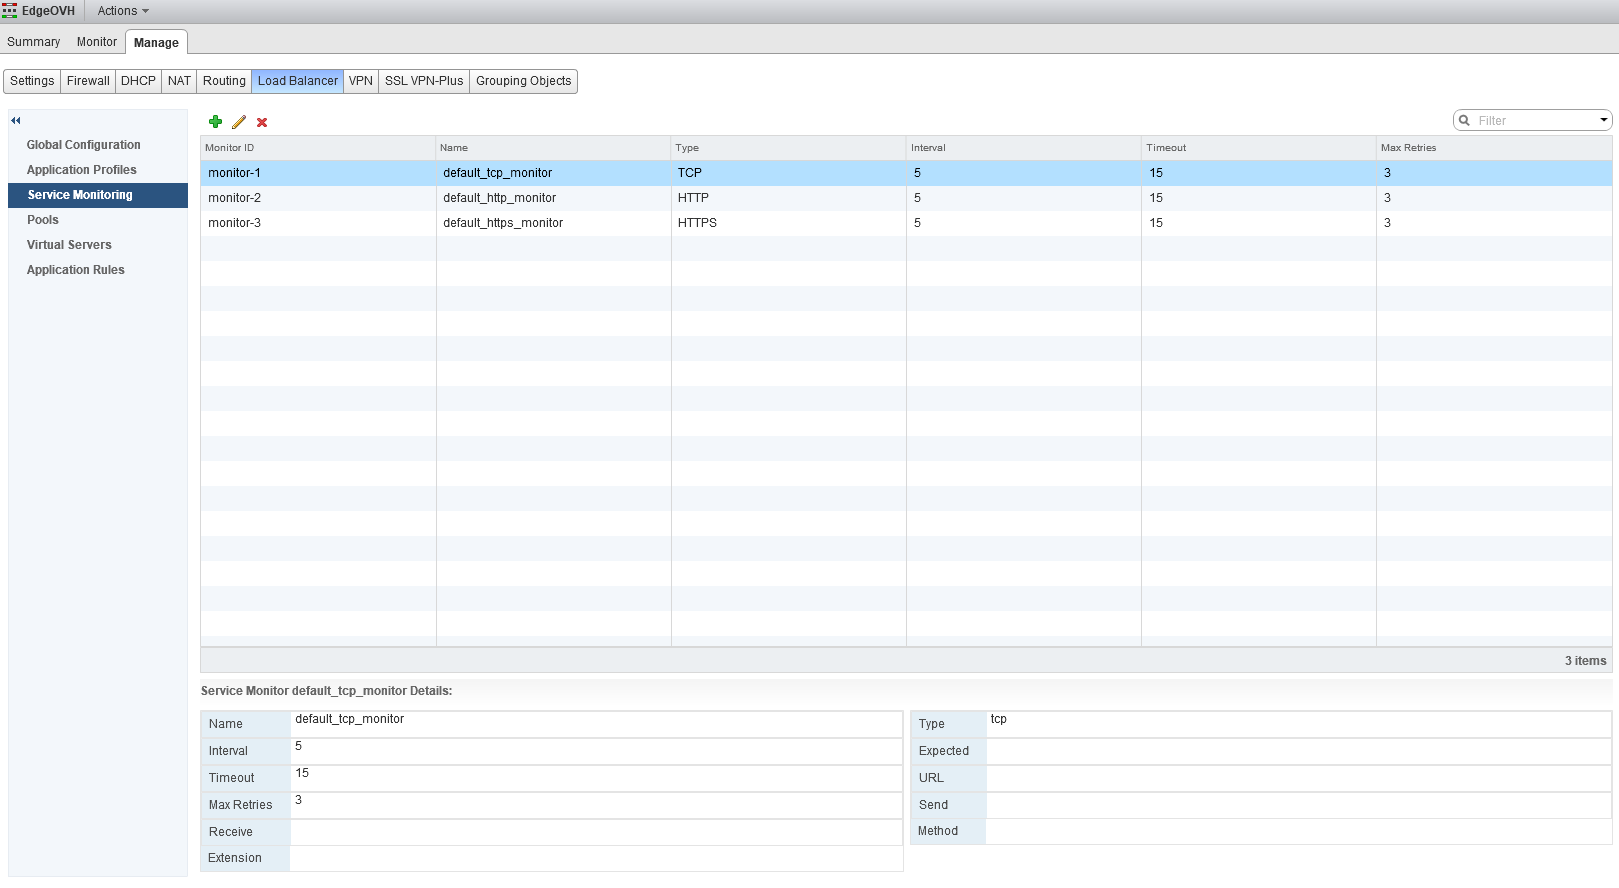 EdgeOVH Actions
Summary Monitor Manage
Settings Firewall DHCP NAT Routing Load Balancer VPN SSL VPN-Plus Grouping Objects
Global Configuration
Application Profiles
Service Monitoring
Pools
Virtual Servers
Application Rules
Filter
Monitor ID Name Type Interval Timeout Max Retries
monitor-1 default_tcp_monitor TCP 5 15 3
monitor-2 default_http_monitor HTTP 5 15 3
monitor-3 default_https_monitor HTTPS 5 15 3
3 items
Service Monitor default_tcp_monitor Details:
Name default_tcp_monitor
Interval 5
Timeout 15
Max Retries 3
Receive
Extension
Type tcp
Expected
URL
Send
Method